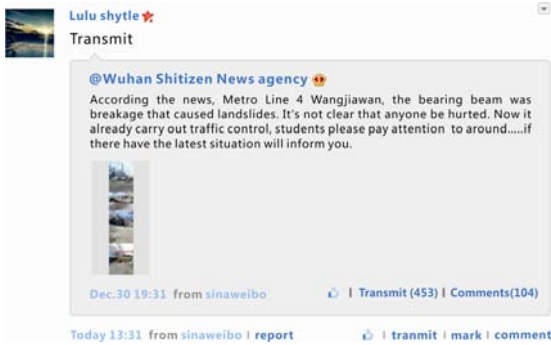 Lulu shytle
Transmit
@Wuhan Shitizen News agency
According the news, Metro Line 4 Wangjiawan, the bearing beam was
breakage that caused landslides. It's not clear that anyone be hurted. Now it
already carry out traffic control, students please pay attention to around.....if
there have the latest situation will inform you.
Dec.30 19:31 from sinaweibo | Transmit (453) | Comments(104)
Today 13:31 from sinaweibo | report | tranmit | mark | comment